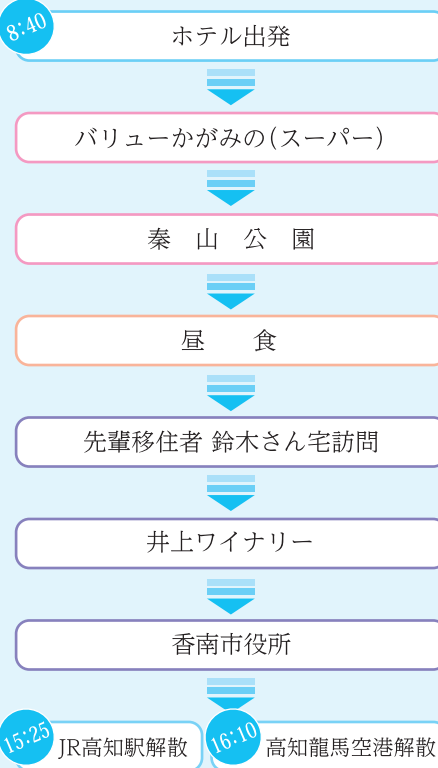 8:40
ホテル出発
バリューかがみの(スーパー)
秦 山 公 園
昼 食
先輩移住者 鈴木さん宅訪問
井上ワイナリー
香南市役所
15:25
JR高知駅解散
16:10
高知龍馬空港解散